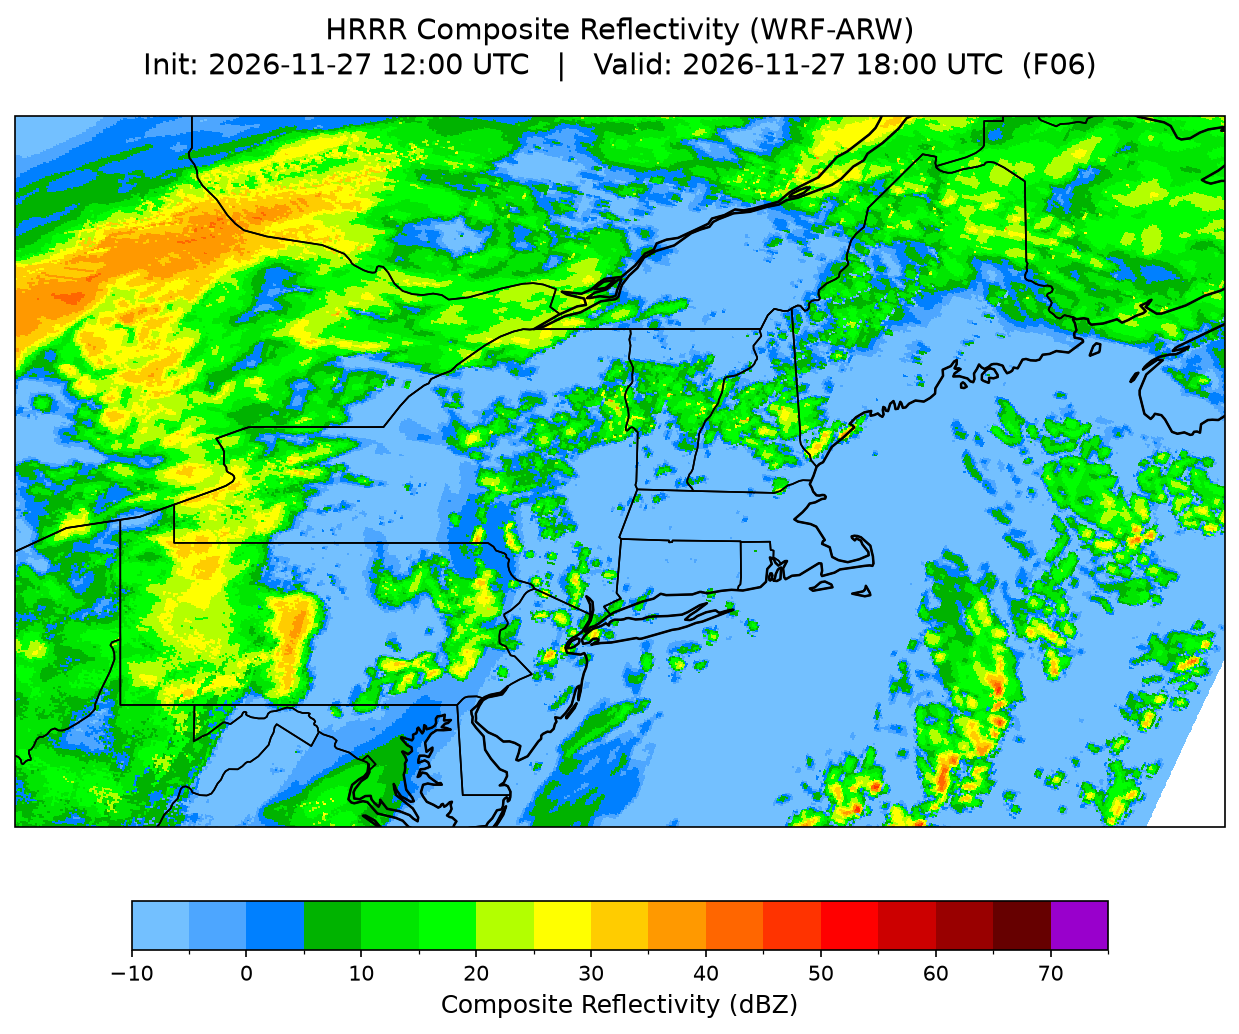 HRRR Composite Reflectivity (WRF-ARW)
Init: 2026-11-27 12:00 UTC | Valid: 2026-11-27 18:00 UTC (F06)
−10 0 10 20 30 40 50 60 70
Composite Reflectivity (dBZ)